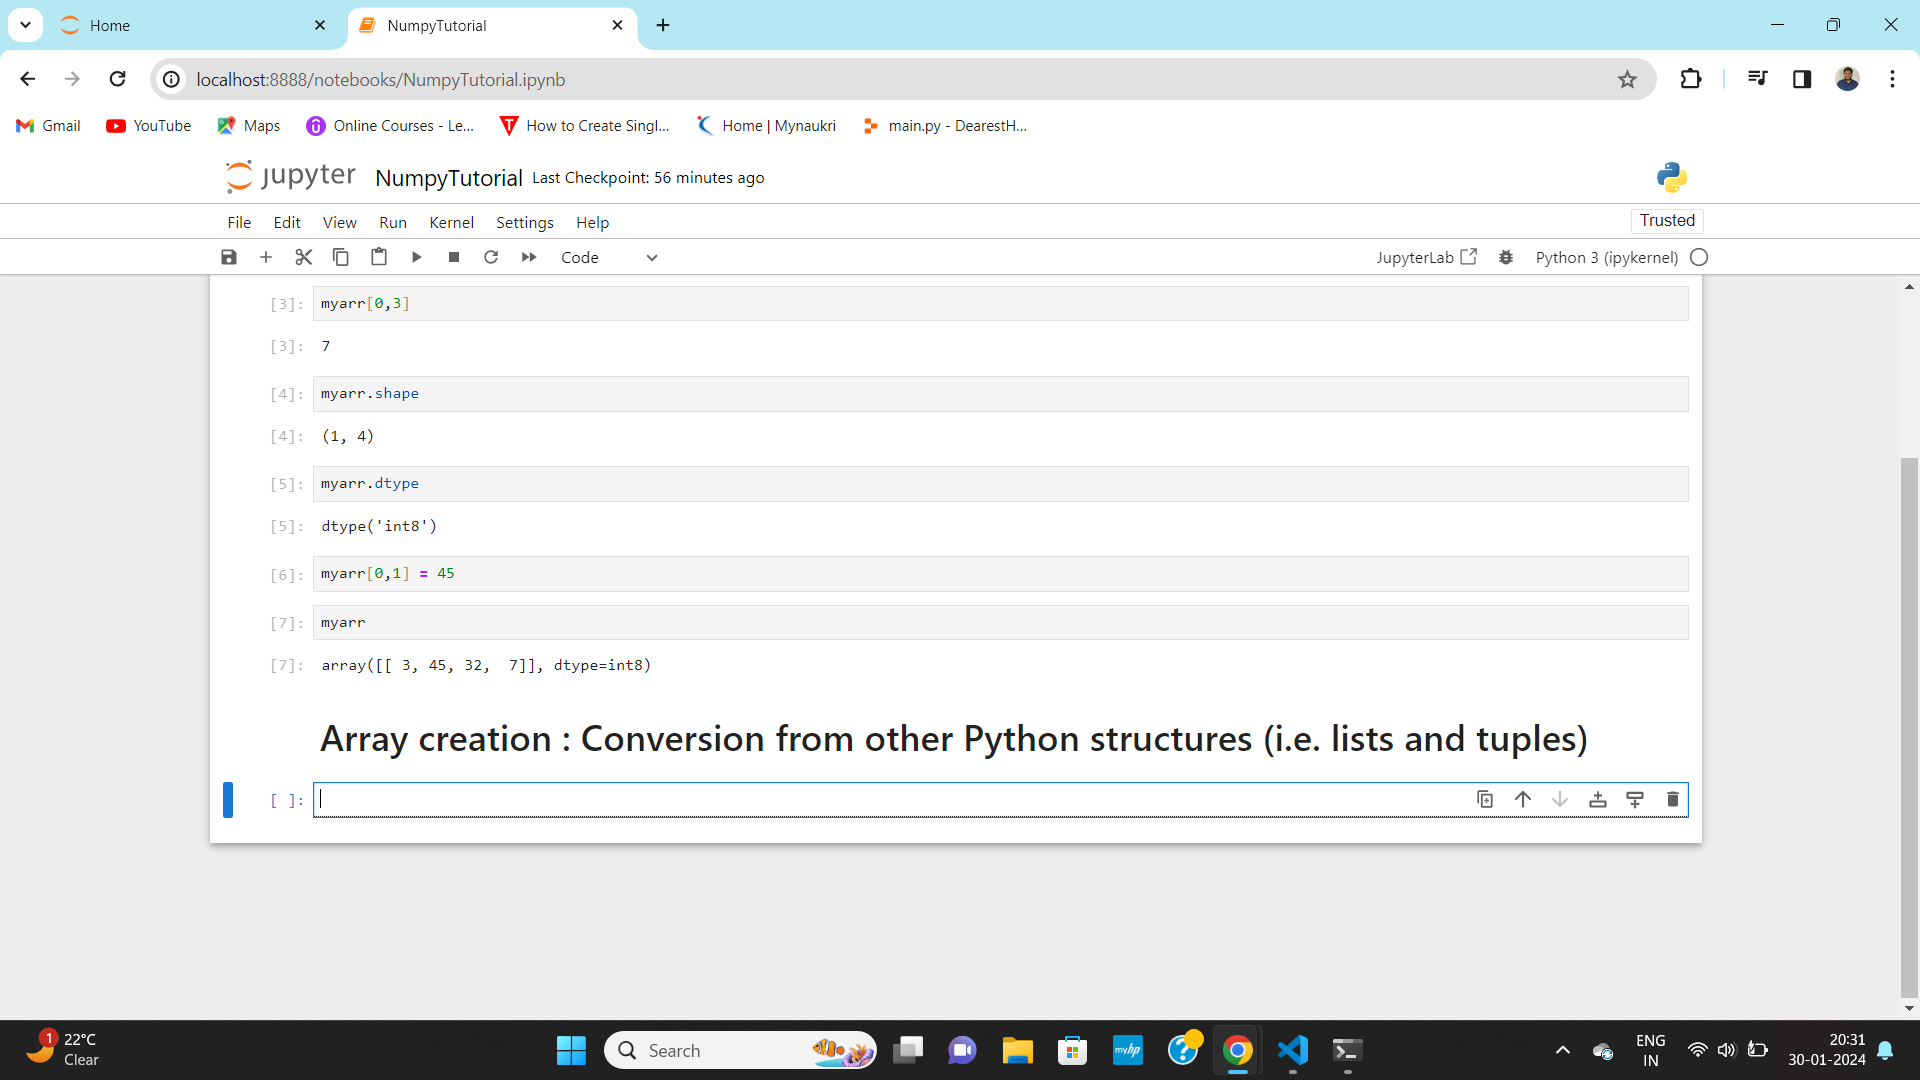 Home
NumpyTutorial
localhost:8888/notebooks/NumpyTutorial.ipynb
Gmail
YouTube
Maps
Online Courses - Le...
How to Create Singl...
Home | Mynaukri
main.py - DearestH...
jupyter
NumpyTutorial
Last Checkpoint: 56 minutes ago
File Edit View Run Kernel Settings Help
Trusted
Code
JupyterLab
Python 3 (ipykernel)
[3]: myarr[0,3]
[3]: 7
[4]: myarr.shape
[4]: (1, 4)
[5]: myarr.dtype
[5]: dtype('int8')
[6]: myarr[0,1] = 45
[7]: myarr
[7]: array([[ 3, 45, 32,  7]], dtype=int8)
Array creation : Conversion from other Python structures (i.e. lists and tuples)
[ ]:
1
22°C
Clear
Search
myhp
ENG
IN
20:31
30-01-2024